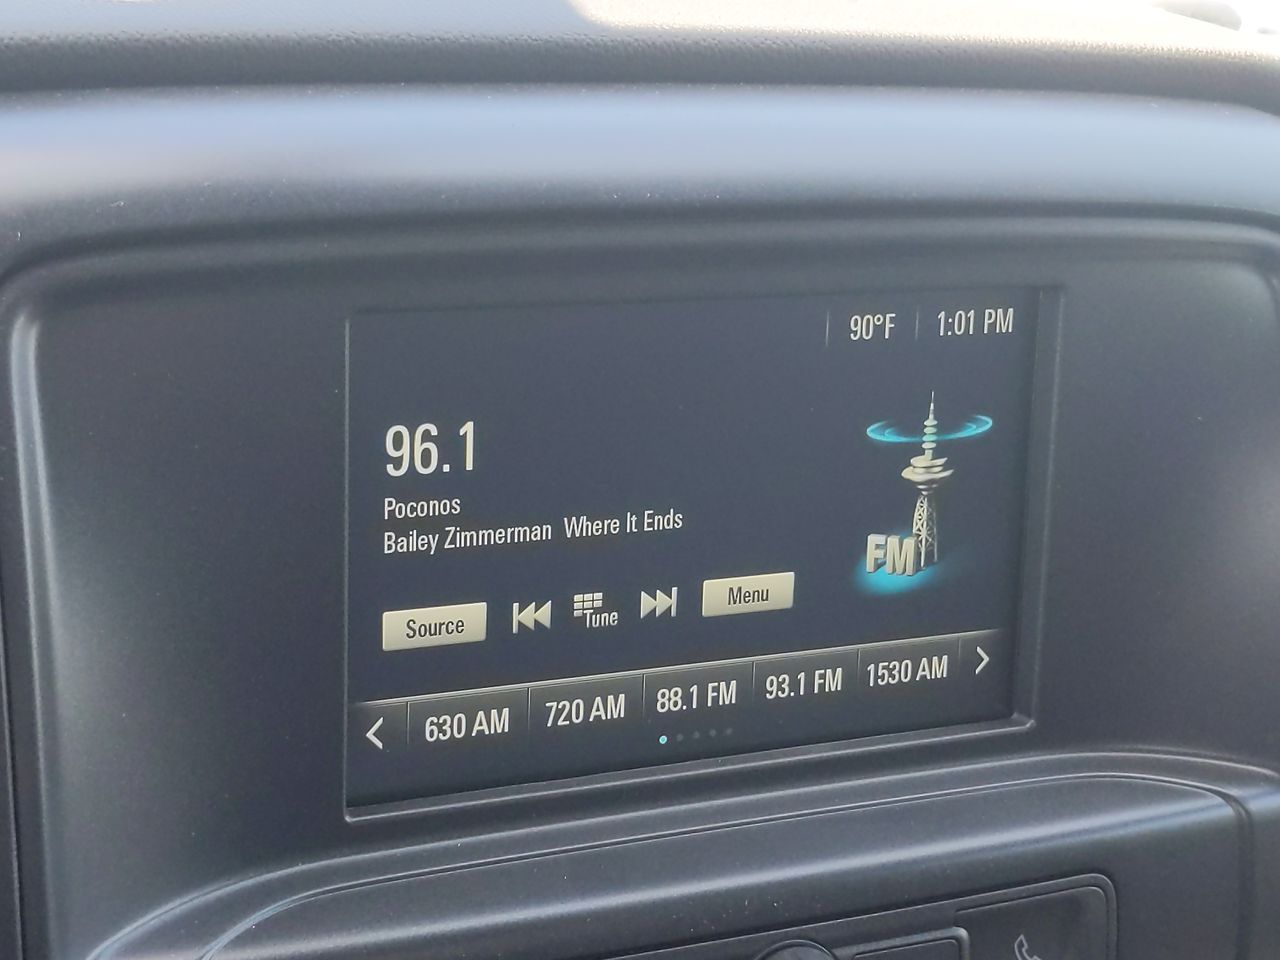 90°F 1:01 PM
96.1
Poconos
Bailey Zimmerman Where It Ends
FM
Source Tune Menu
630 AM 720 AM 88.1 FM 93.1 FM 1530 AM